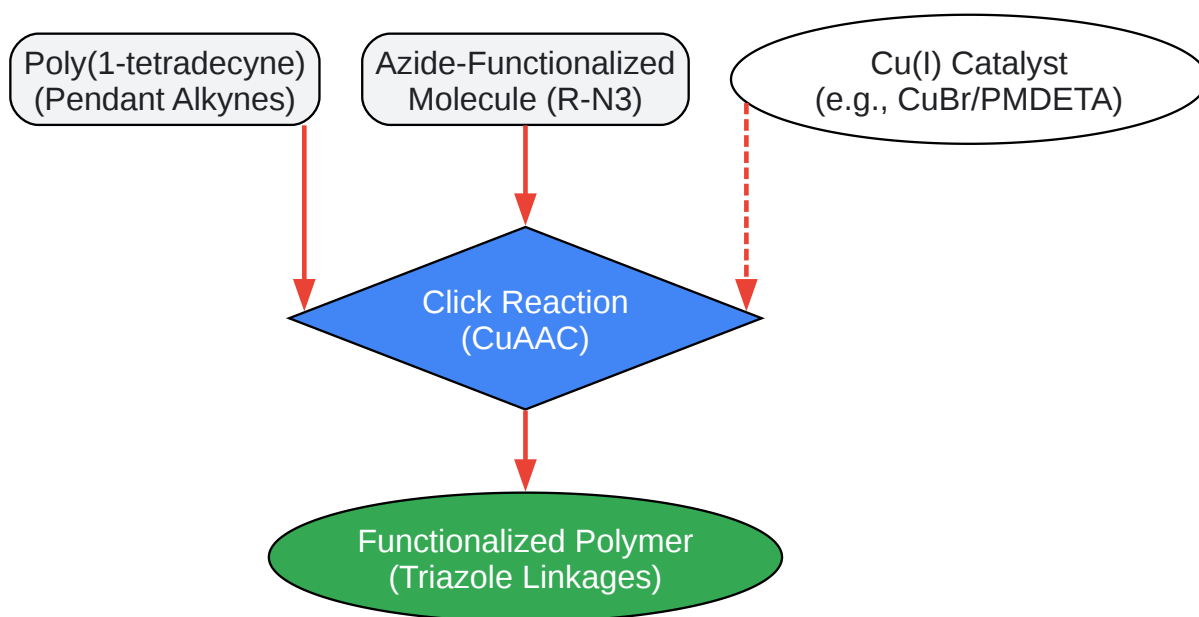 Poly(1-tetradecyne)
(Pendant Alkynes)
Azide-Functionalized
Molecule (R-N3)
Cu(I) Catalyst
(e.g., CuBr/PMDETA)
Click Reaction
(CuAAC)
Functionalized Polymer
(Triazole Linkages)